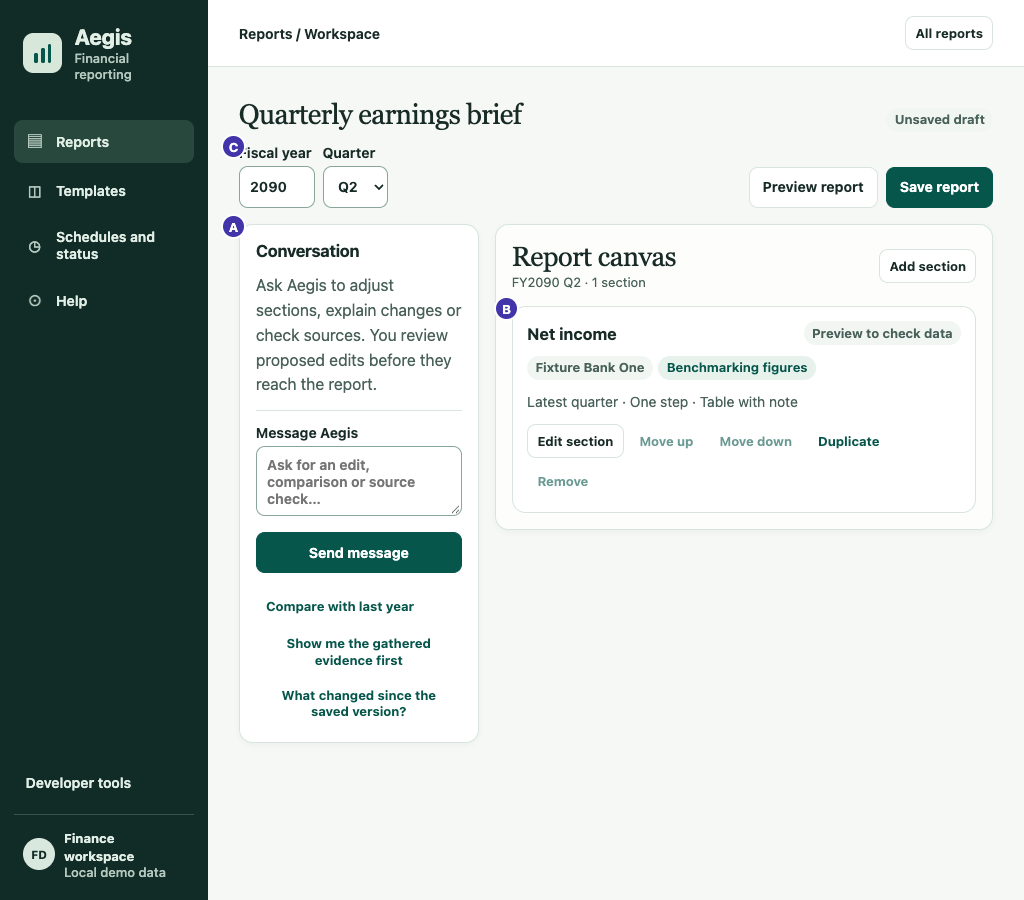 Aegis
Financial
reporting
Reports
Templates
Schedules and
status
Help
Developer tools
FD
Finance
workspace
Local demo data
Reports / Workspace
All reports
Quarterly earnings brief
Unsaved draft
C
Fiscal year
Quarter
2090
Q2
Preview report
Save report
A
Conversation
Ask Aegis to adjust
sections, explain changes or
check sources. You review
proposed edits before they
reach the report.
Message Aegis
Ask for an edit,
comparison or source
check...
Send message
Compare with last year
Show me the gathered
evidence first
What changed since the
saved version?
Report canvas
FY2090 Q2 · 1 section
Add section
B
Net income
Preview to check data
Fixture Bank One
Benchmarking figures
Latest quarter · One step · Table with note
Edit section
Move up
Move down
Duplicate
Remove